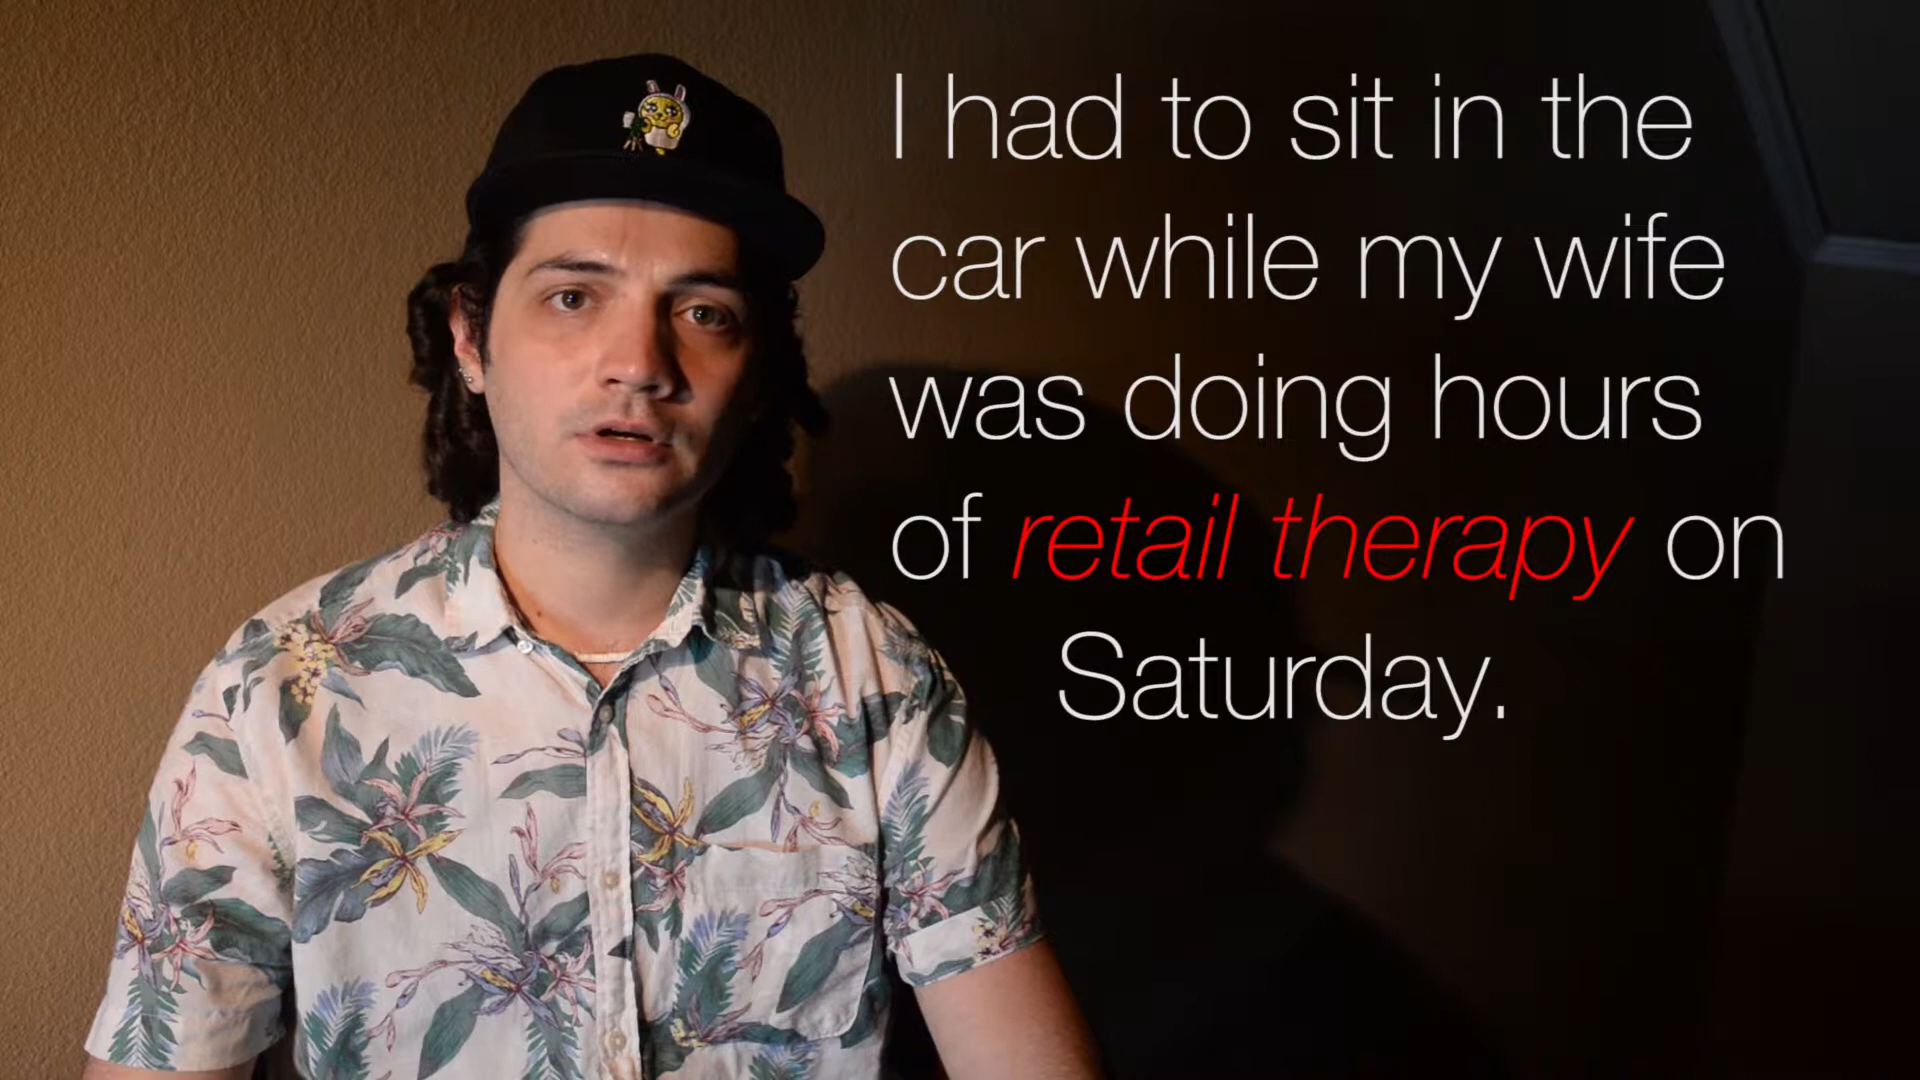 I had to sit in the
car while my wife
was doing hours
of retail therapy on
Saturday.